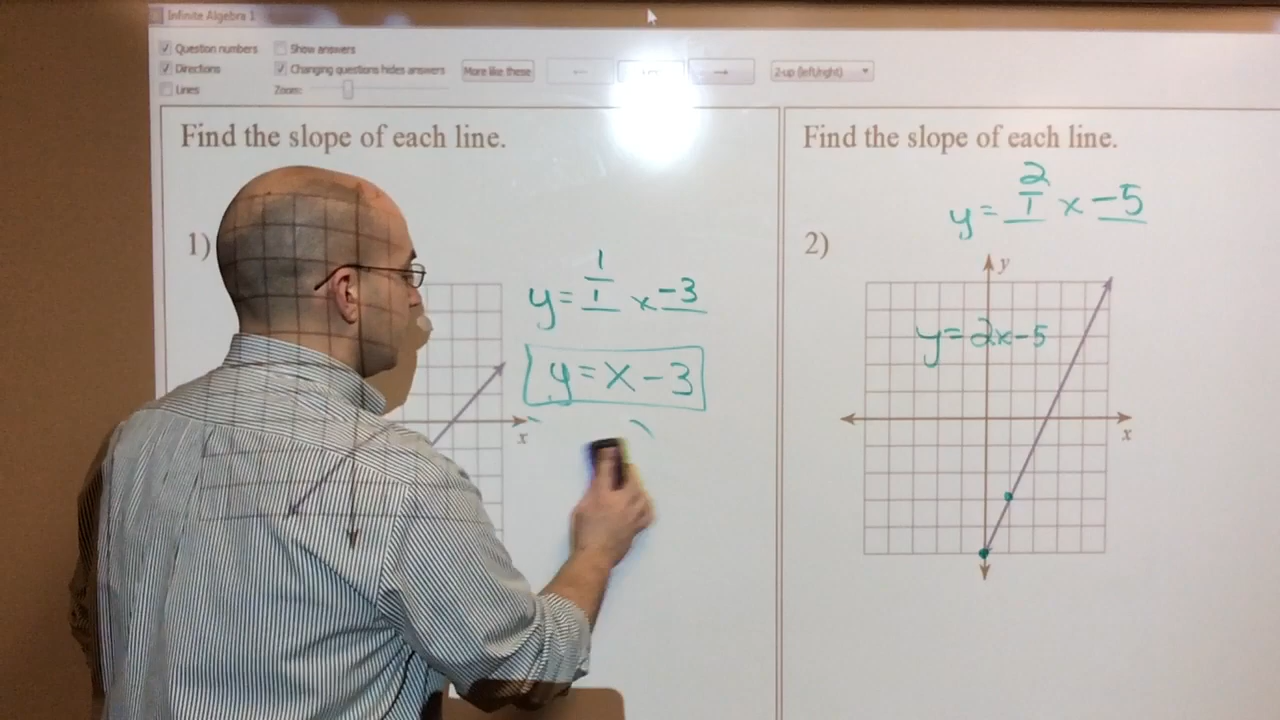 Infinite Algebra 1
Question numbers Show answers
Directions Changing questions hides answers More like these ← → 2-up (left/right)
Lines Zoom:
Find the slope of each line.
1)
y = 1/1 x -3
y = x - 3
x
Find the slope of each line.
y = 2/1 x -5
2)
y
y = 2x - 5
x